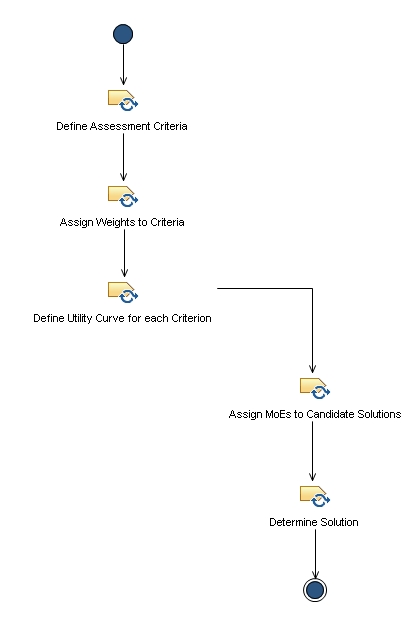 Define Assessment Criteria
Assign Weights to Criteria
Define Utility Curve for each Criterion
Assign MoEs to Candidate Solutions
Determine Solution